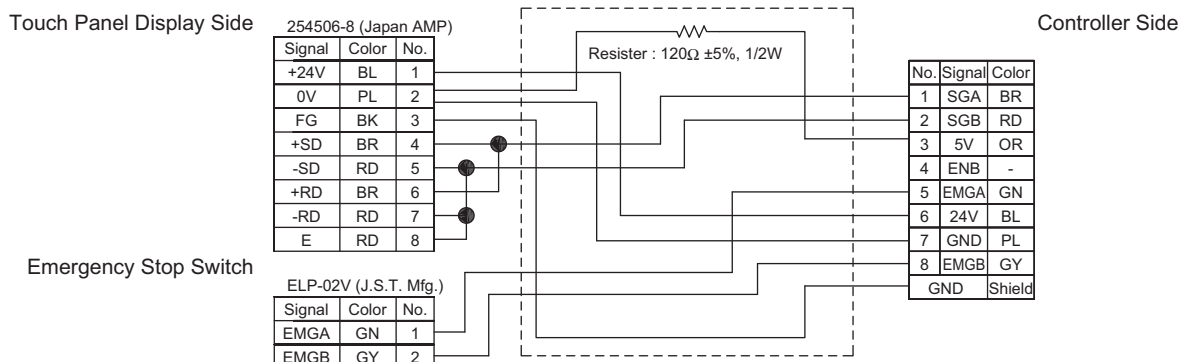 Touch Panel Display Side
254506-8 (Japan AMP)
Signal Color No.
+24V BL 1
0V PL 2
FG BK 3
+SD BR 4
-SD RD 5
+RD BR 6
-RD RD 7
E RD 8
Resister : 120Ω ±5%, 1/2W
Controller Side
No. Signal Color
1 SGA BR
2 SGB RD
3 5V OR
4 ENB -
5 EMGA GN
6 24V BL
7 GND PL
8 EMGB GY
GND Shield
Emergency Stop Switch
ELP-02V (J.S.T. Mfg.)
Signal Color No.
EMGA GN 1
EMGB GY 2